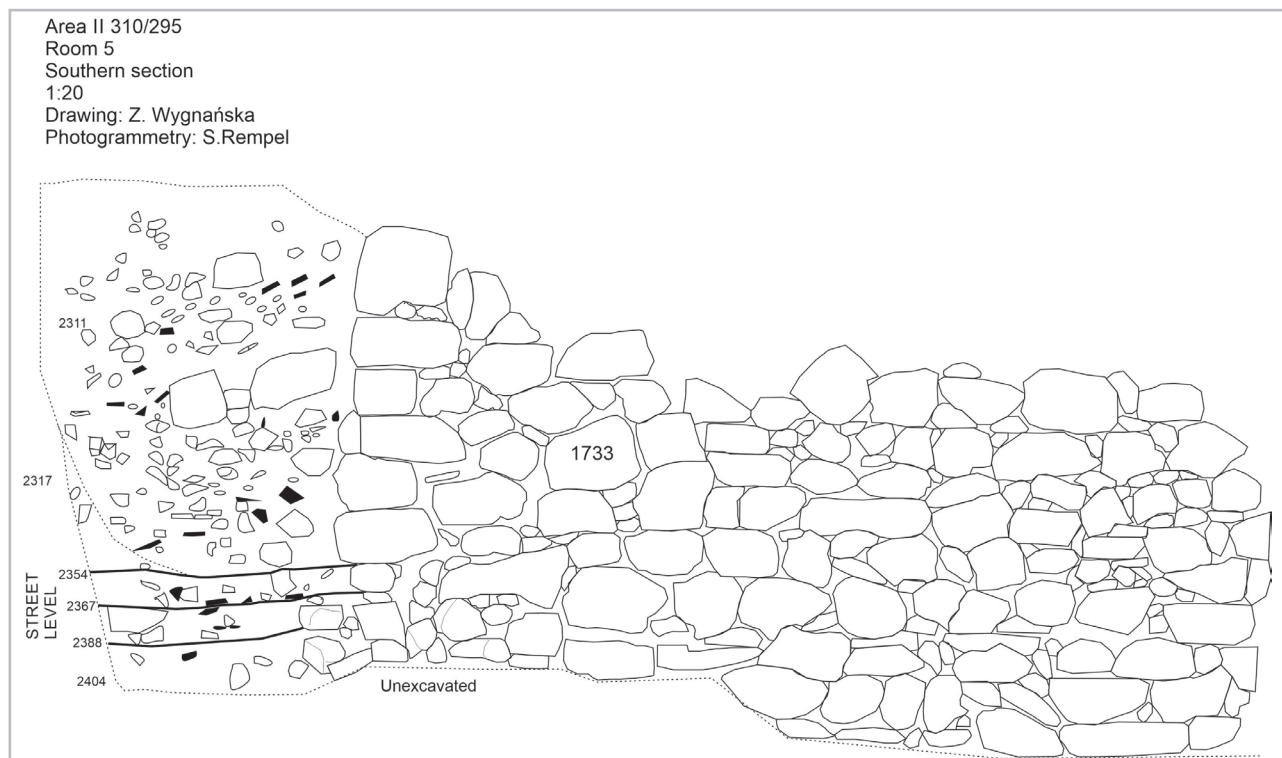 Area II 310/295
Room 5
Southern section
1:20
Drawing: Z. Wygnańska
Photogrammetry: S.Rempel
2311
1733
2317
2354
2367
STREET
LEVEL
2388
2404
Unexcavated